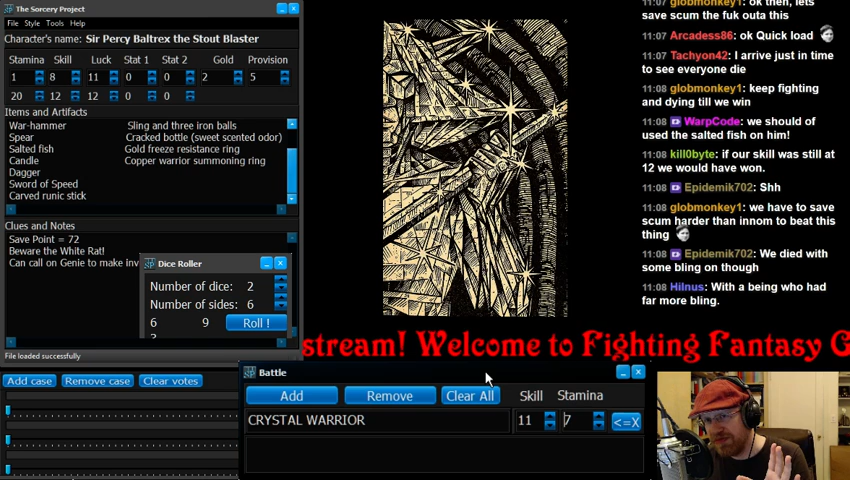 The Sorcery Project
File Style Tools Help
Character's name: Sir Percy Baltrex the Stout Blaster
Stamina Skill Luck Stat 1 Stat 2 Gold Provision
1 8 11 0 0 2 5
20 12 12 0 0
Items and Artifacts
War-hammer Sling and three iron balls
Spear Cracked bottle (sweet scented odor)
Salted fish Gold freeze resistance ring
Candle Copper warrior summoning ring
Dagger
Sword of Speed
Carved runic stick
Clues and Notes
Save Point = 72
Beware the White Rat!
Can call on Genie to make inv
Dice Roller
Number of dice: 2
Number of sides: 6
6 9 Roll !
File loaded successfully
Add case Remove case Clear votes
stream! Welcome to Fighting Fantasy G
Battle
Add Remove Clear All Skill Stamina
CRYSTAL WARRIOR 11 7 <=X
11:07 globmonkey1: ok then, lets
save scum the fuk outa this
11:07 Arcadess86: ok Quick load
11:07 Tachyon42: I arrive just in time
to see everyone die
11:08 globmonkey1: keep fighting
and dying till we win
11:08 WarpCode: we should of
used the salted fish on him!
11:08 kill0byte: if our skill was still at
12 we would have won.
11:08 Epidemik702: Shh
11:08 globmonkey1: we have to save
scum harder than innom to beat this
thing
11:08 Epidemik702: We died with
some bling on though
11:08 Hilnus: With a being who had
far more bling.